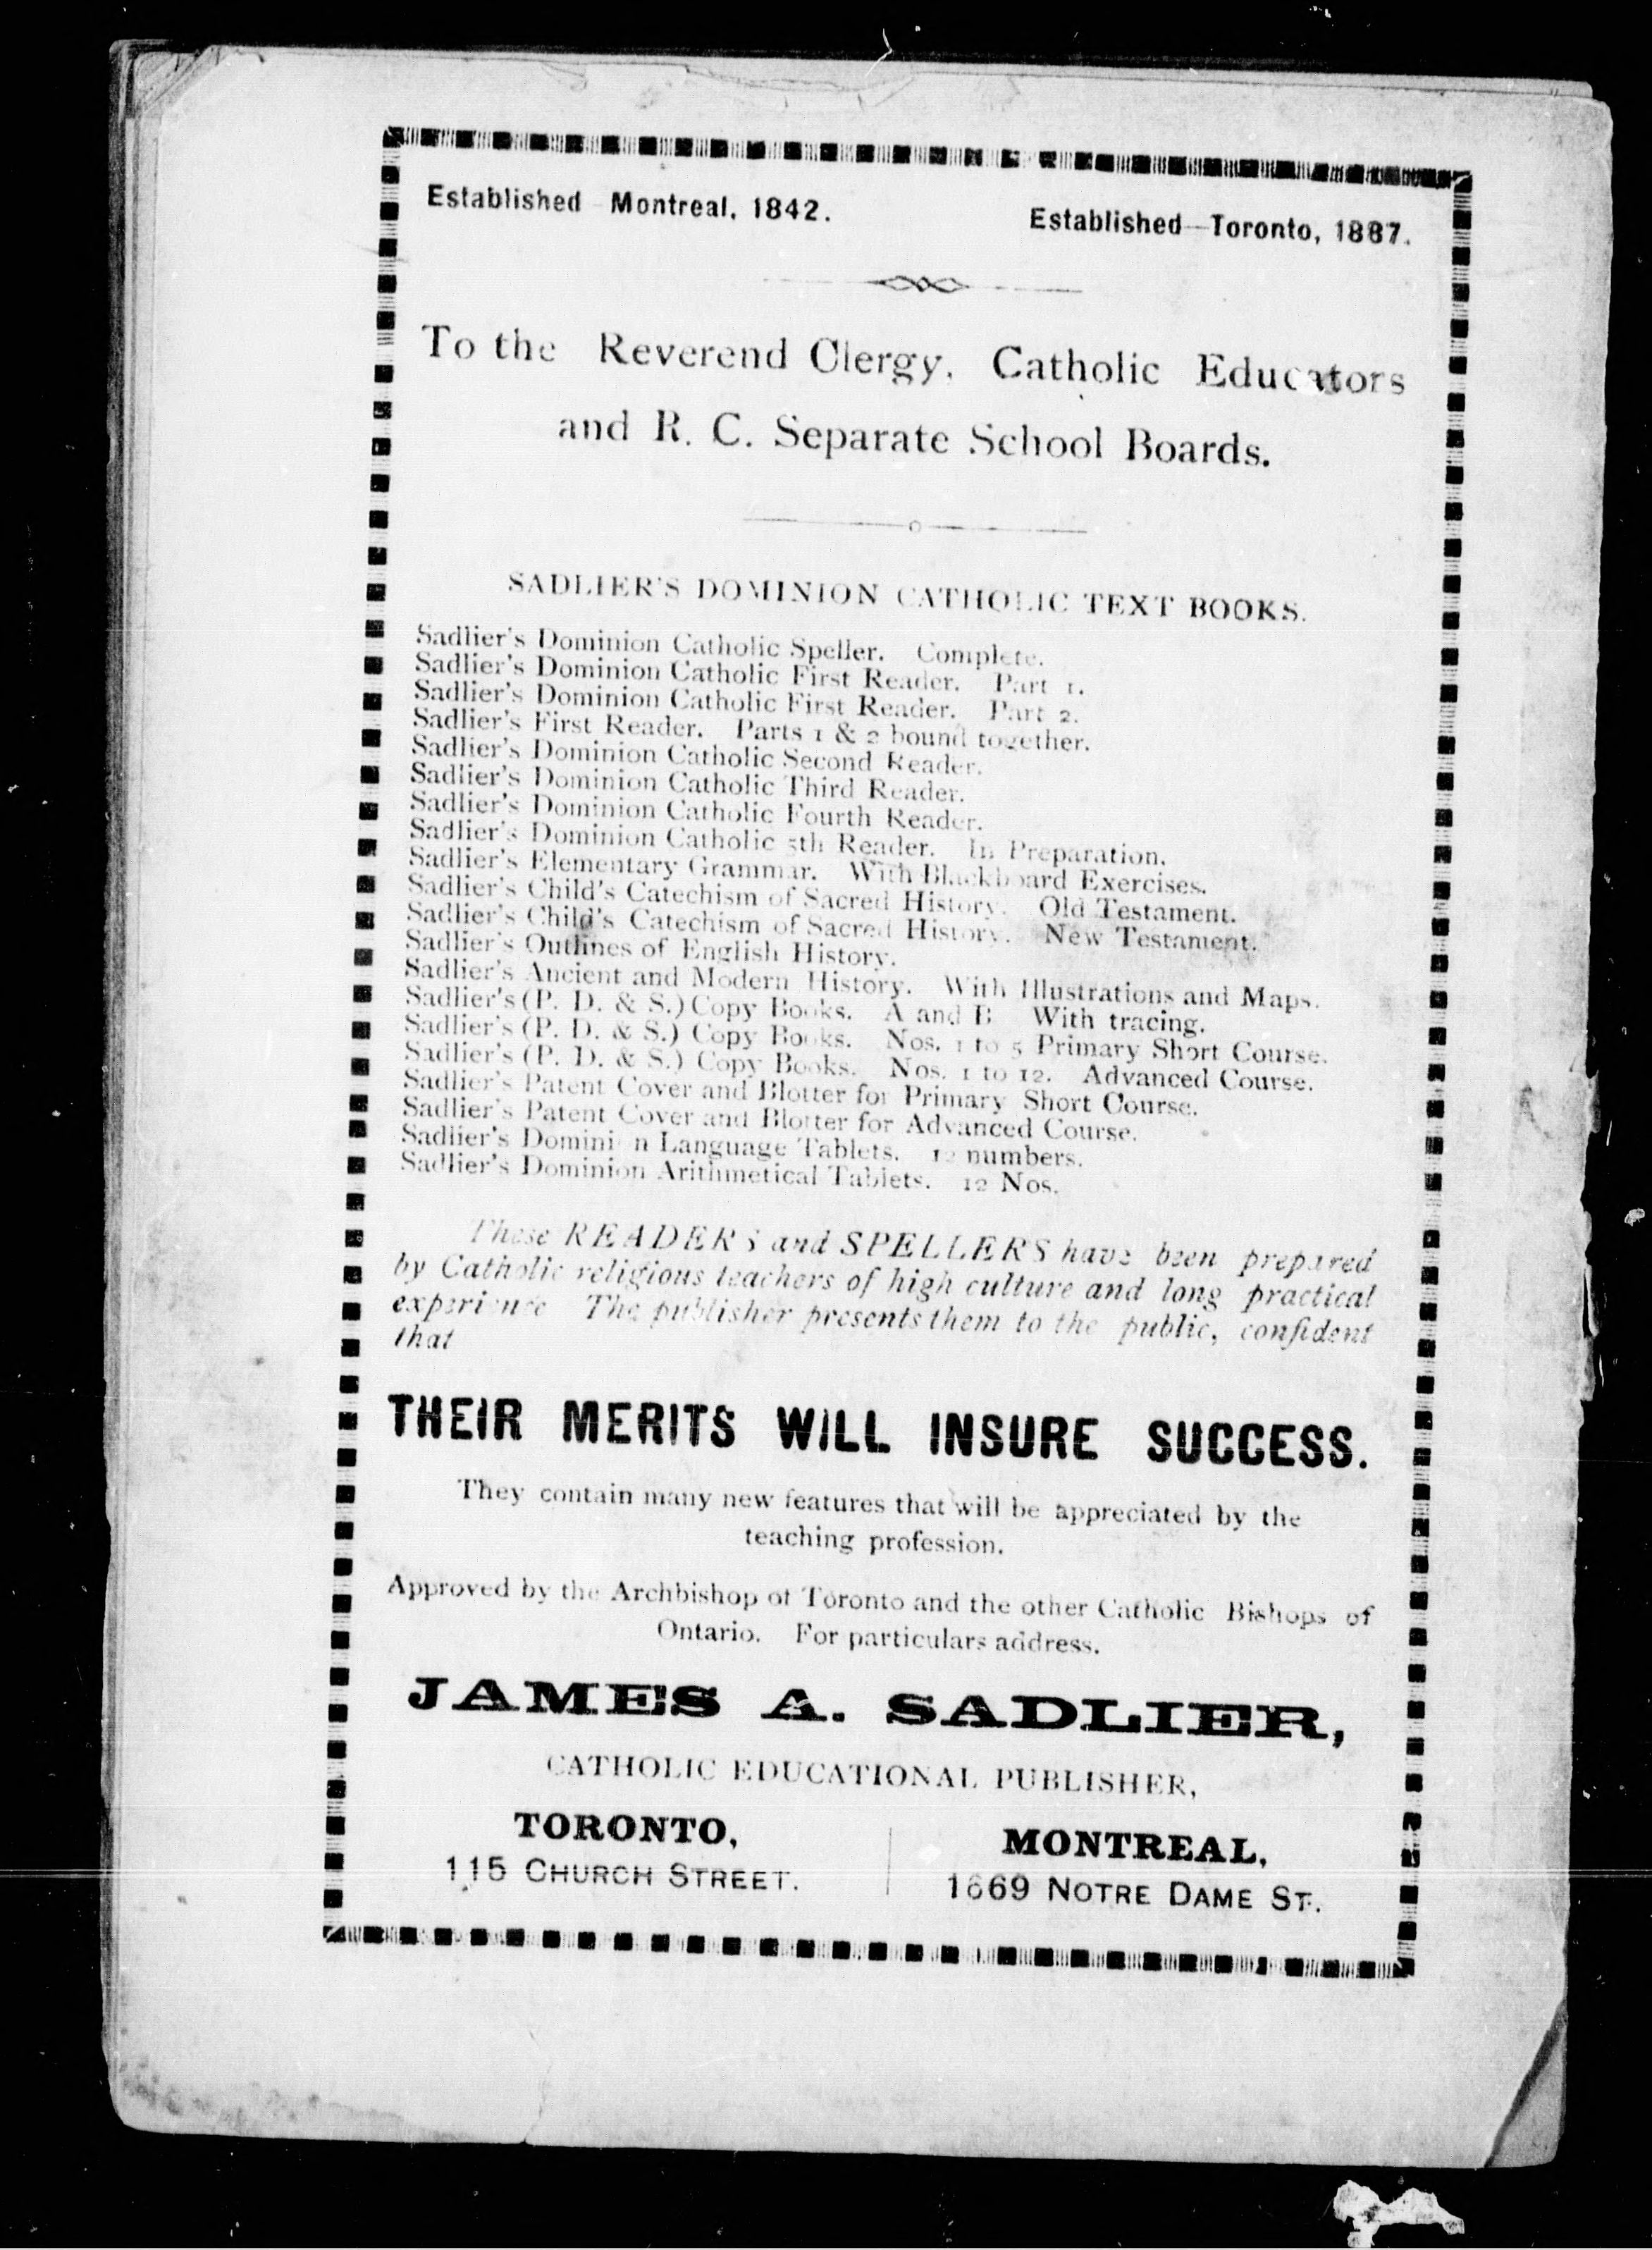 Established Montreal, 1842.
Established—Toronto, 1887.
To the Reverend Clergy, Catholic Educators
and R. C. Separate School Boards.
SADLIER'S DOMINION CATHOLIC TEXT BOOKS.
Sadlier's Dominion Catholic Speller. Complete.
Sadlier's Dominion Catholic First Reader. Part 1.
Sadlier's Dominion Catholic First Reader. Part 2.
Sadlier's First Reader. Parts 1 & 2 bound together.
Sadlier's Dominion Catholic Second Reader.
Sadlier's Dominion Catholic Third Reader.
Sadlier's Dominion Catholic Fourth Reader.
Sadlier's Dominion Catholic 5th Reader. In Preparation.
Sadlier's Elementary Grammar. With Blackboard Exercises.
Sadlier's Child's Catechism of Sacred History. Old Testament.
Sadlier's Child's Catechism of Sacred History. New Testament.
Sadlier's Outlines of English History.
Sadlier's Ancient and Modern History. With Illustrations and Maps.
Sadlier's (P. D. & S.) Copy Books. A and B With tracing.
Sadlier's (P. D. & S.) Copy Books. Nos. 1 to 5 Primary Short Course.
Sadlier's (P. D. & S.) Copy Books. Nos. 1 to 12. Advanced Course.
Sadlier's Patent Cover and Blotter for Primary Short Course.
Sadlier's Patent Cover and Blotter for Advanced Course.
Sadlier's Dominion Language Tablets. 12 numbers.
Sadlier's Dominion Arithmetical Tablets. 12 Nos.
These READERS and SPELLERS have been prepared
by Catholic religious teachers of high culture and long practical
experience The publisher presents them to the public, confident
that
THEIR MERITS WILL INSURE SUCCESS.
They contain many new features that will be appreciated by the
teaching profession.
Approved by the Archbishop of Toronto and the other Catholic Bishops of
Ontario. For particulars address.
JAMES A. SADLIER,
CATHOLIC EDUCATIONAL PUBLISHER,
TORONTO,
115 CHURCH STREET.
MONTREAL,
1669 NOTRE DAME ST.